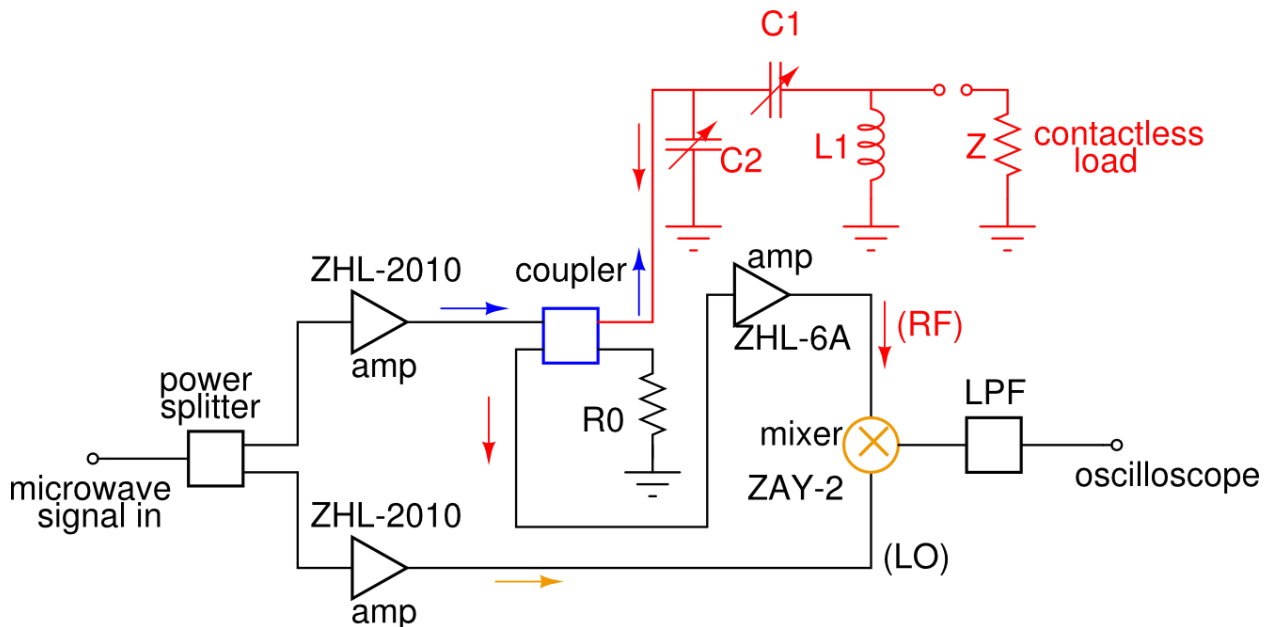 C1
C2
L1
Z
contactless
load
ZHL-2010
amp
coupler
amp
ZHL-6A
(RF)
power
splitter
R0
mixer
ZAY-2
LPF
microwave
signal in
oscilloscope
ZHL-2010
amp
(LO)